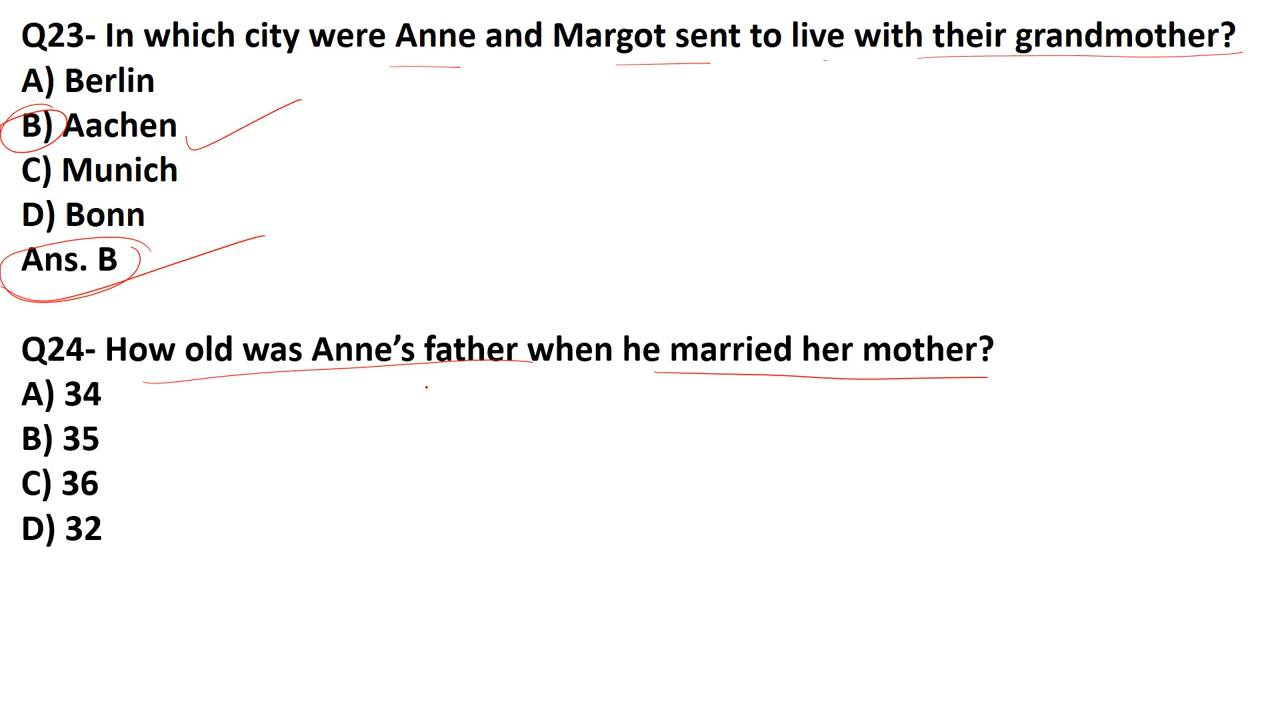 Q23- In which city were Anne and Margot sent to live with their grandmother?
A) Berlin
B) Aachen
C) Munich
D) Bonn
Ans. B
Q24- How old was Anne’s father when he married her mother?
A) 34
B) 35
C) 36
D) 32